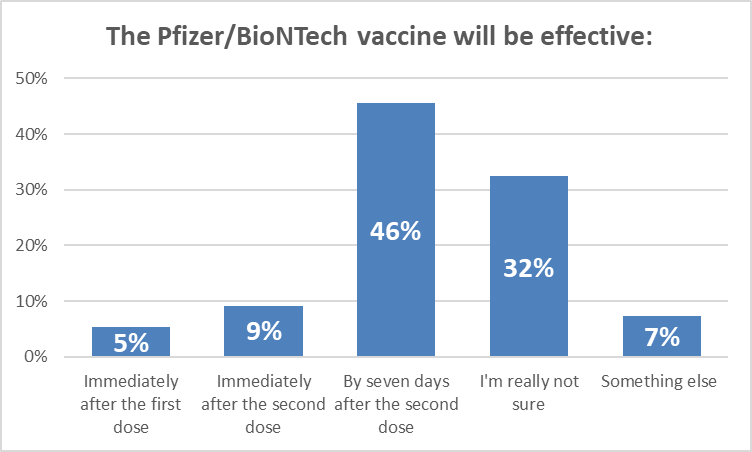 The Pfizer/BioNTech vaccine will be effective:
50%
40%
30%
20%
10%
0%
5%
9%
46%
32%
7%
Immediately
after the first
dose
Immediately
after the second
dose
By seven days
after the second
dose
I'm really not
sure
Something else